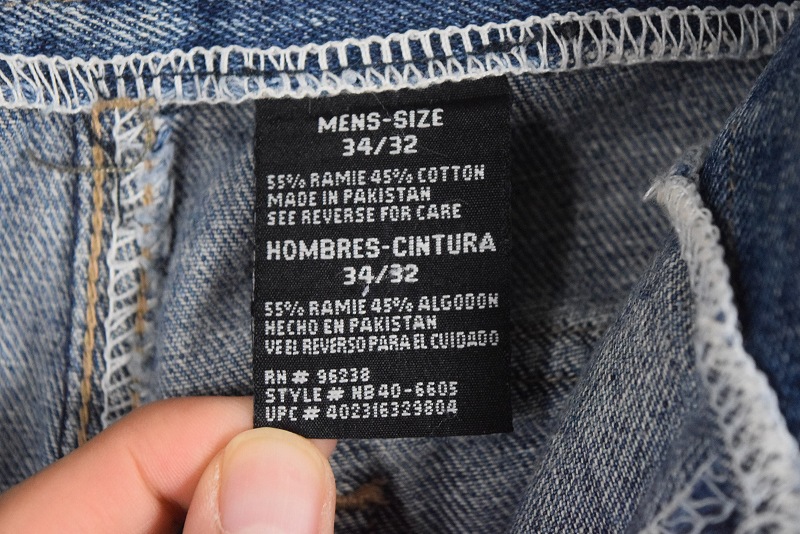 MENS-SIZE
34/32
55% RAMIE 45% COTTON
MADE IN PAKISTAN
SEE REVERSE FOR CARE
HOMBRES-CINTURA
34/32
55% RAMIE 45% ALGODON
HECHO EN PAKISTAN
VE EL REVERSO PARA EL CUIDADO
RN# 96238
STYLE# NB40-6605
UPC# 402316329804